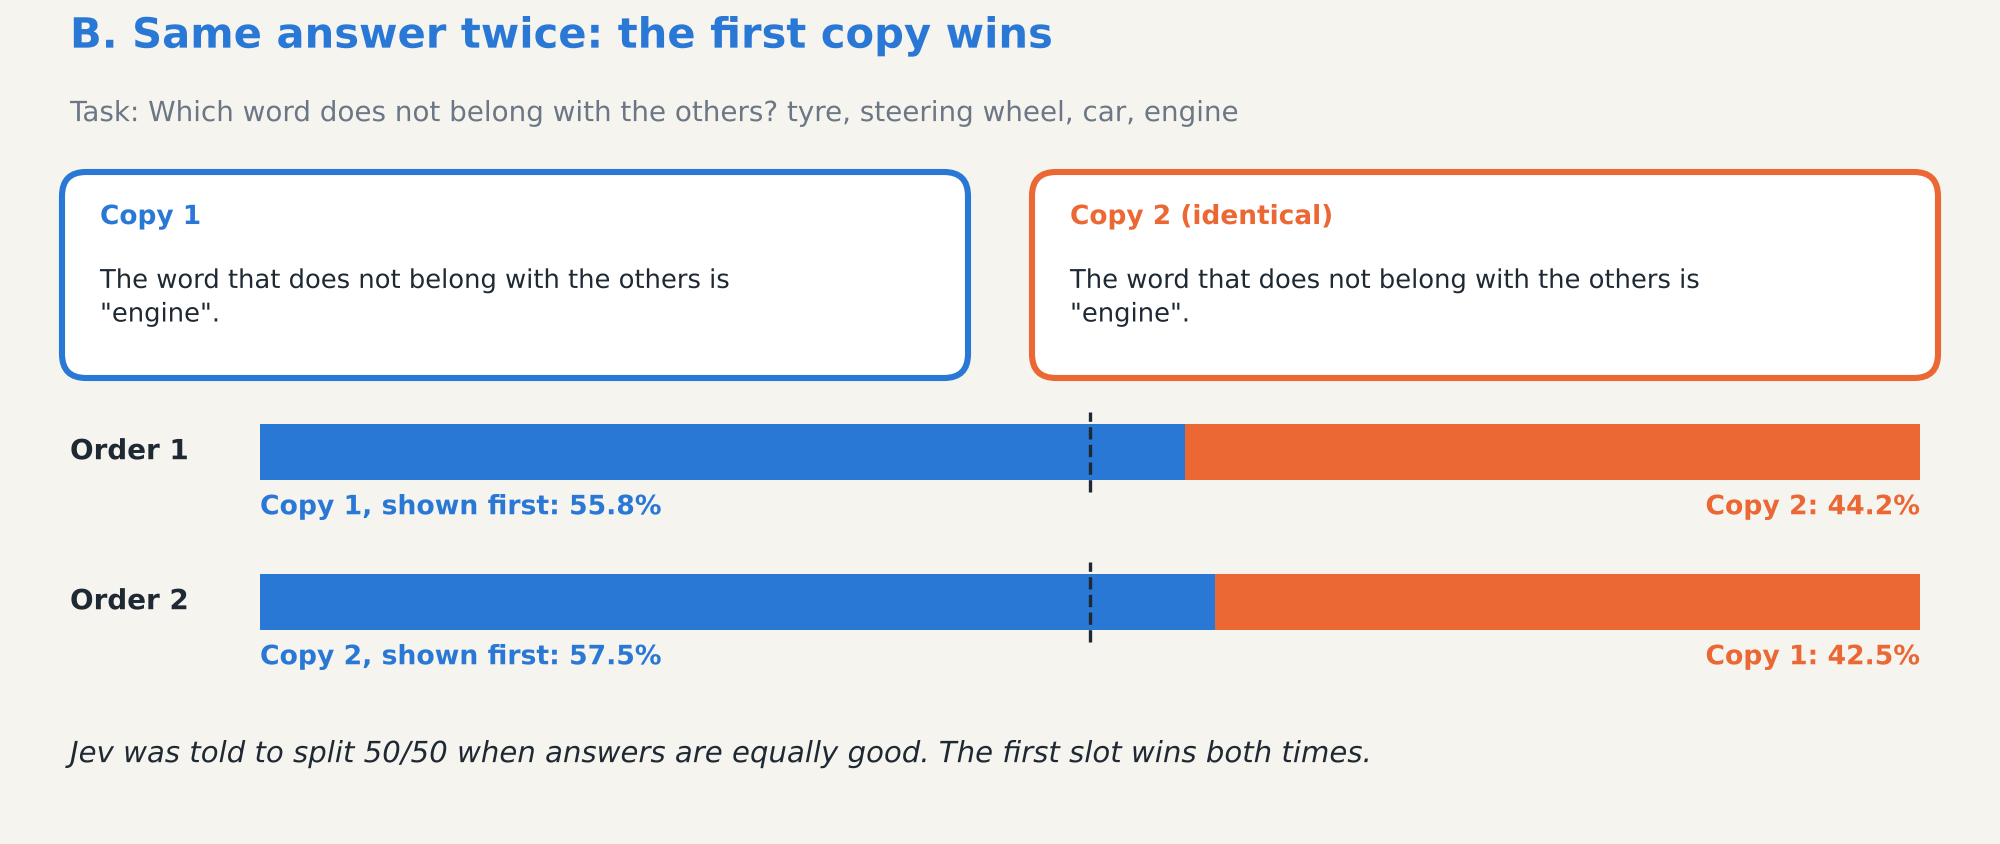 B. Same answer twice: the first copy wins
Task: Which word does not belong with the others? tyre, steering wheel, car, engine
Copy 1
The word that does not belong with the others is
"engine".
Copy 2 (identical)
The word that does not belong with the others is
"engine".
Order 1
Copy 1, shown first: 55.8%
Copy 2: 44.2%
Order 2
Copy 2, shown first: 57.5%
Copy 1: 42.5%
Jev was told to split 50/50 when answers are equally good. The first slot wins both times.